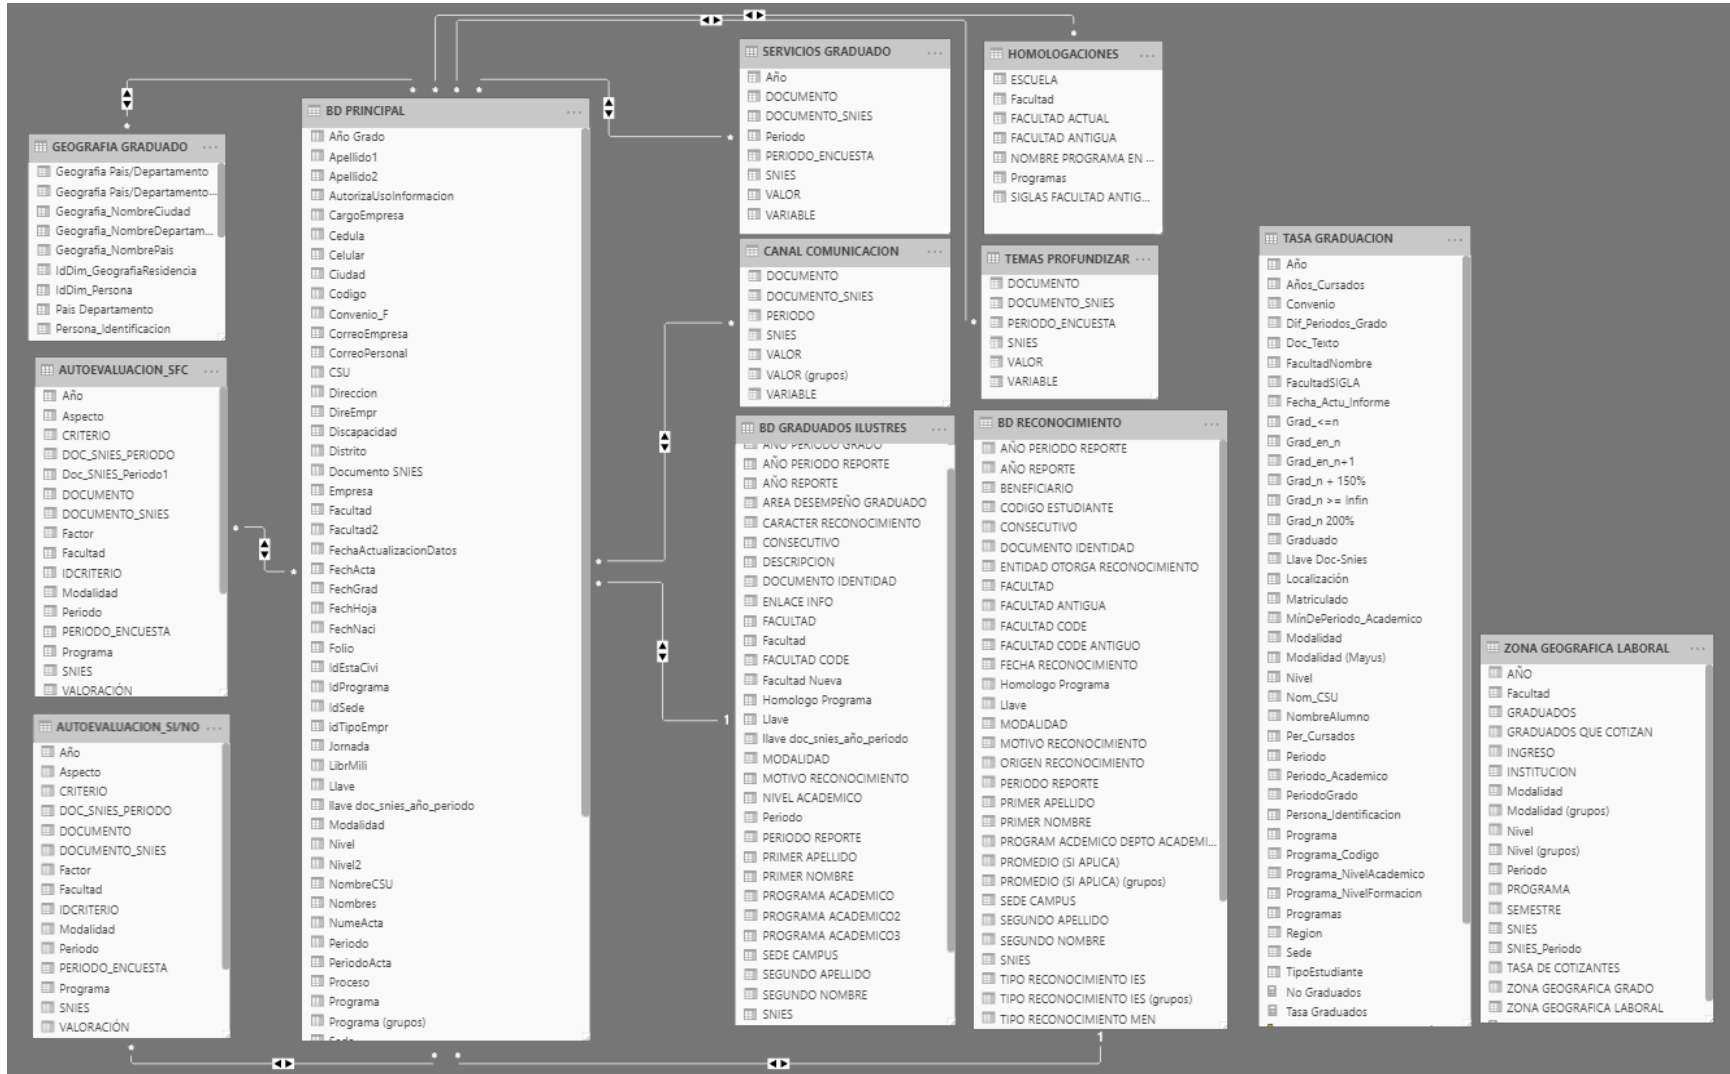 GEOGRAFIA GRADUADO
Geografia Pais/Departamento
Geografia Pais/Departamento...
Geografia_NombreCiudad
Geografia_NombreDepartam...
Geografia_NombrePais
IdDim_GeografiaResidencia
IdDim_Persona
Pais Departamento
Persona_Identificacion
AUTOEVALUACION_SFC
Año
Aspecto
CRITERIO
DOC_SNIES_PERIODO
Doc_SNIES_Periodo1
DOCUMENTO
DOCUMENTO_SNIES
Factor
Facultad
IDCRITERIO
Modalidad
Periodo
PERIODO_ENCUESTA
Programa
SNIES
VALORACIÓN
AUTOEVALUACION_SI/NO
Año
Aspecto
CRITERIO
DOC_SNIES_PERIODO
DOCUMENTO
DOCUMENTO_SNIES
Factor
Facultad
IDCRITERIO
Modalidad
Periodo
PERIODO_ENCUESTA
Programa
SNIES
VALORACIÓN
BD PRINCIPAL
Año Grado
Apellido1
Apellido2
AutorizaUsoInformacion
CargoEmpresa
Cedula
Celular
Ciudad
Codigo
Convenio_F
CorreoEmpresa
CorreoPersonal
CSU
Direccion
DireEmpr
Discapacidad
Distrito
Documento SNIES
Empresa
Facultad
Facultad2
FechaActualizacionDatos
FechActa
FechGrad
FechHoja
FechNaci
Folio
IdEstaCivi
IdPrograma
IdSede
idTipoEmpr
Jornada
LibrMili
Llave
llave doc_snies_año_periodo
Modalidad
Nivel
Nivel2
NombreCSU
Nombres
NumeActa
Periodo
PeriodoActa
Proceso
Programa
Programa (grupos)
Sede
SERVICIOS GRADUADO
Año
DOCUMENTO
DOCUMENTO_SNIES
Periodo
PERIODO_ENCUESTA
SNIES
VALOR
VARIABLE
CANAL COMUNICACION
DOCUMENTO
DOCUMENTO_SNIES
PERIODO
SNIES
VALOR
VALOR (grupos)
VARIABLE
BD GRADUADOS ILUSTRES
AÑO PERIODO GRADO
AÑO PERIODO REPORTE
AÑO REPORTE
AREA DESEMPEÑO GRADUADO
CARACTER RECONOCIMIENTO
CONSECUTIVO
DESCRIPCION
DOCUMENTO IDENTIDAD
ENLACE INFO
FACULTAD
Facultad
FACULTAD CODE
Facultad Nueva
Homologo Programa
Llave
llave doc_snies_año_periodo
MODALIDAD
MOTIVO RECONOCIMIENTO
NIVEL ACADEMICO
Periodo
PERIODO REPORTE
PRIMER APELLIDO
PRIMER NOMBRE
PROGRAMA ACADEMICO
PROGRAMA ACADEMICO2
PROGRAMA ACADEMICO3
SEDE CAMPUS
SEGUNDO APELLIDO
SEGUNDO NOMBRE
SNIES
1
HOMOLOGACIONES
ESCUELA
Facultad
FACULTAD ACTUAL
FACULTAD ANTIGUA
NOMBRE PROGRAMA EN ...
Programas
SIGLAS FACULTAD ANTIG...
TEMAS PROFUNDIZAR
DOCUMENTO
DOCUMENTO_SNIES
PERIODO_ENCUESTA
SNIES
VALOR
VARIABLE
BD RECONOCIMIENTO
AÑO PERIODO REPORTE
AÑO REPORTE
BENEFICIARIO
CODIGO ESTUDIANTE
CONSECUTIVO
DOCUMENTO IDENTIDAD
ENTIDAD OTORGA RECONOCIMIENTO
FACULTAD
FACULTAD ANTIGUA
FACULTAD CODE
FACULTAD CODE ANTIGUO
FECHA RECONOCIMIENTO
Homologo Programa
Llave
MODALIDAD
MOTIVO RECONOCIMIENTO
ORIGEN RECONOCIMIENTO
PERIODO REPORTE
PRIMER APELLIDO
PRIMER NOMBRE
PROGRAM ACDEMICO DEPTO ACADEMI...
PROMEDIO (SI APLICA)
PROMEDIO (SI APLICA) (grupos)
SEDE CAMPUS
SEGUNDO APELLIDO
SEGUNDO NOMBRE
SNIES
TIPO RECONOCIMIENTO IES
TIPO RECONOCIMIENTO IES (grupos)
TIPO RECONOCIMIENTO MEN
1
TASA GRADUACION
Año
Años_Cursados
Convenio
Dif_Periodos_Grado
Doc_Texto
FacultadNombre
FacultadSIGLA
Fecha_Actu_Informe
Grad_<=n
Grad_en_n
Grad_en_n+1
Grad_n + 150%
Grad_n >= Infin
Grad_n 200%
Graduado
Llave Doc-Snies
Localización
Matriculado
MínDePeriodo_Academico
Modalidad
Modalidad (Mayus)
Nivel
Nom_CSU
NombreAlumno
Per_Cursados
Periodo
Periodo_Academico
PeriodoGrado
Persona_Identificacion
Programa
Programa_Codigo
Programa_NivelAcademico
Programa_NivelFormacion
Programas
Region
Sede
TipoEstudiante
No Graduados
Tasa Graduados
ZONA GEOGRAFICA LABORAL
AÑO
Facultad
GRADUADOS
GRADUADOS QUE COTIZAN
INGRESO
INSTITUCION
Modalidad
Modalidad (grupos)
Nivel
Nivel (grupos)
Periodo
PROGRAMA
SEMESTRE
SNIES
SNIES_Periodo
TASA DE COTIZANTES
ZONA GEOGRAFICA GRADO
ZONA GEOGRAFICA LABORAL